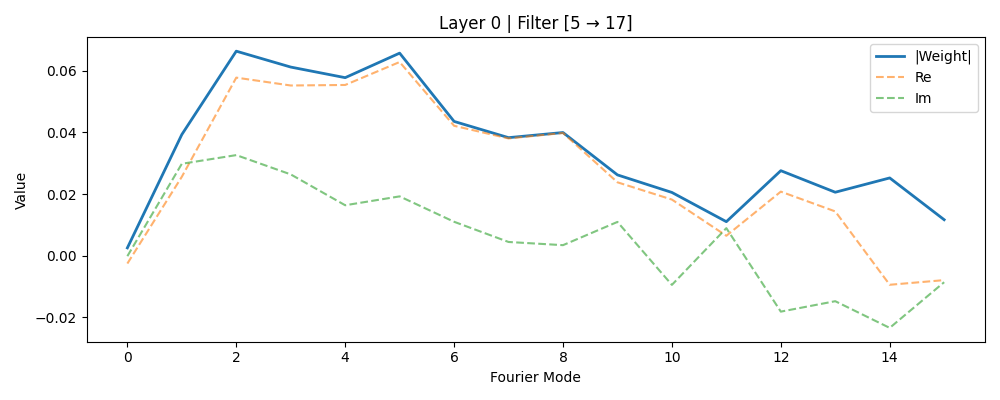 Layer 0 | Filter [5 → 17]
|Weight|
Re
Im
Value
0.06
0.04
0.02
0.00
−0.02
0 2 4 6 8 10 12 14
Fourier Mode